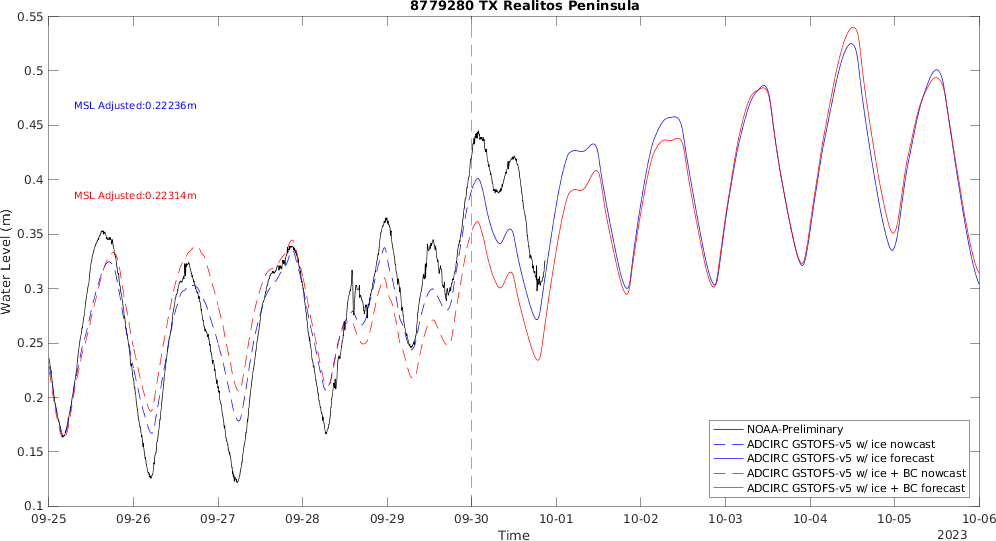 8779280 TX Realitos Peninsula
0.55
0.5
0.45
0.4
0.35
0.3
0.25
0.2
0.15
0.1
Water Level (m)
MSL Adjusted:0.22236m
MSL Adjusted:0.22314m
NOAA-Preliminary
ADCIRC GSTOFS-v5 w/ ice nowcast
ADCIRC GSTOFS-v5 w/ ice forecast
ADCIRC GSTOFS-v5 w/ ice + BC nowcast
ADCIRC GSTOFS-v5 w/ ice + BC forecast
09-25 09-26 09-27 09-28 09-29 09-30 10-01 10-02 10-03 10-04 10-05 10-06
Time
2023